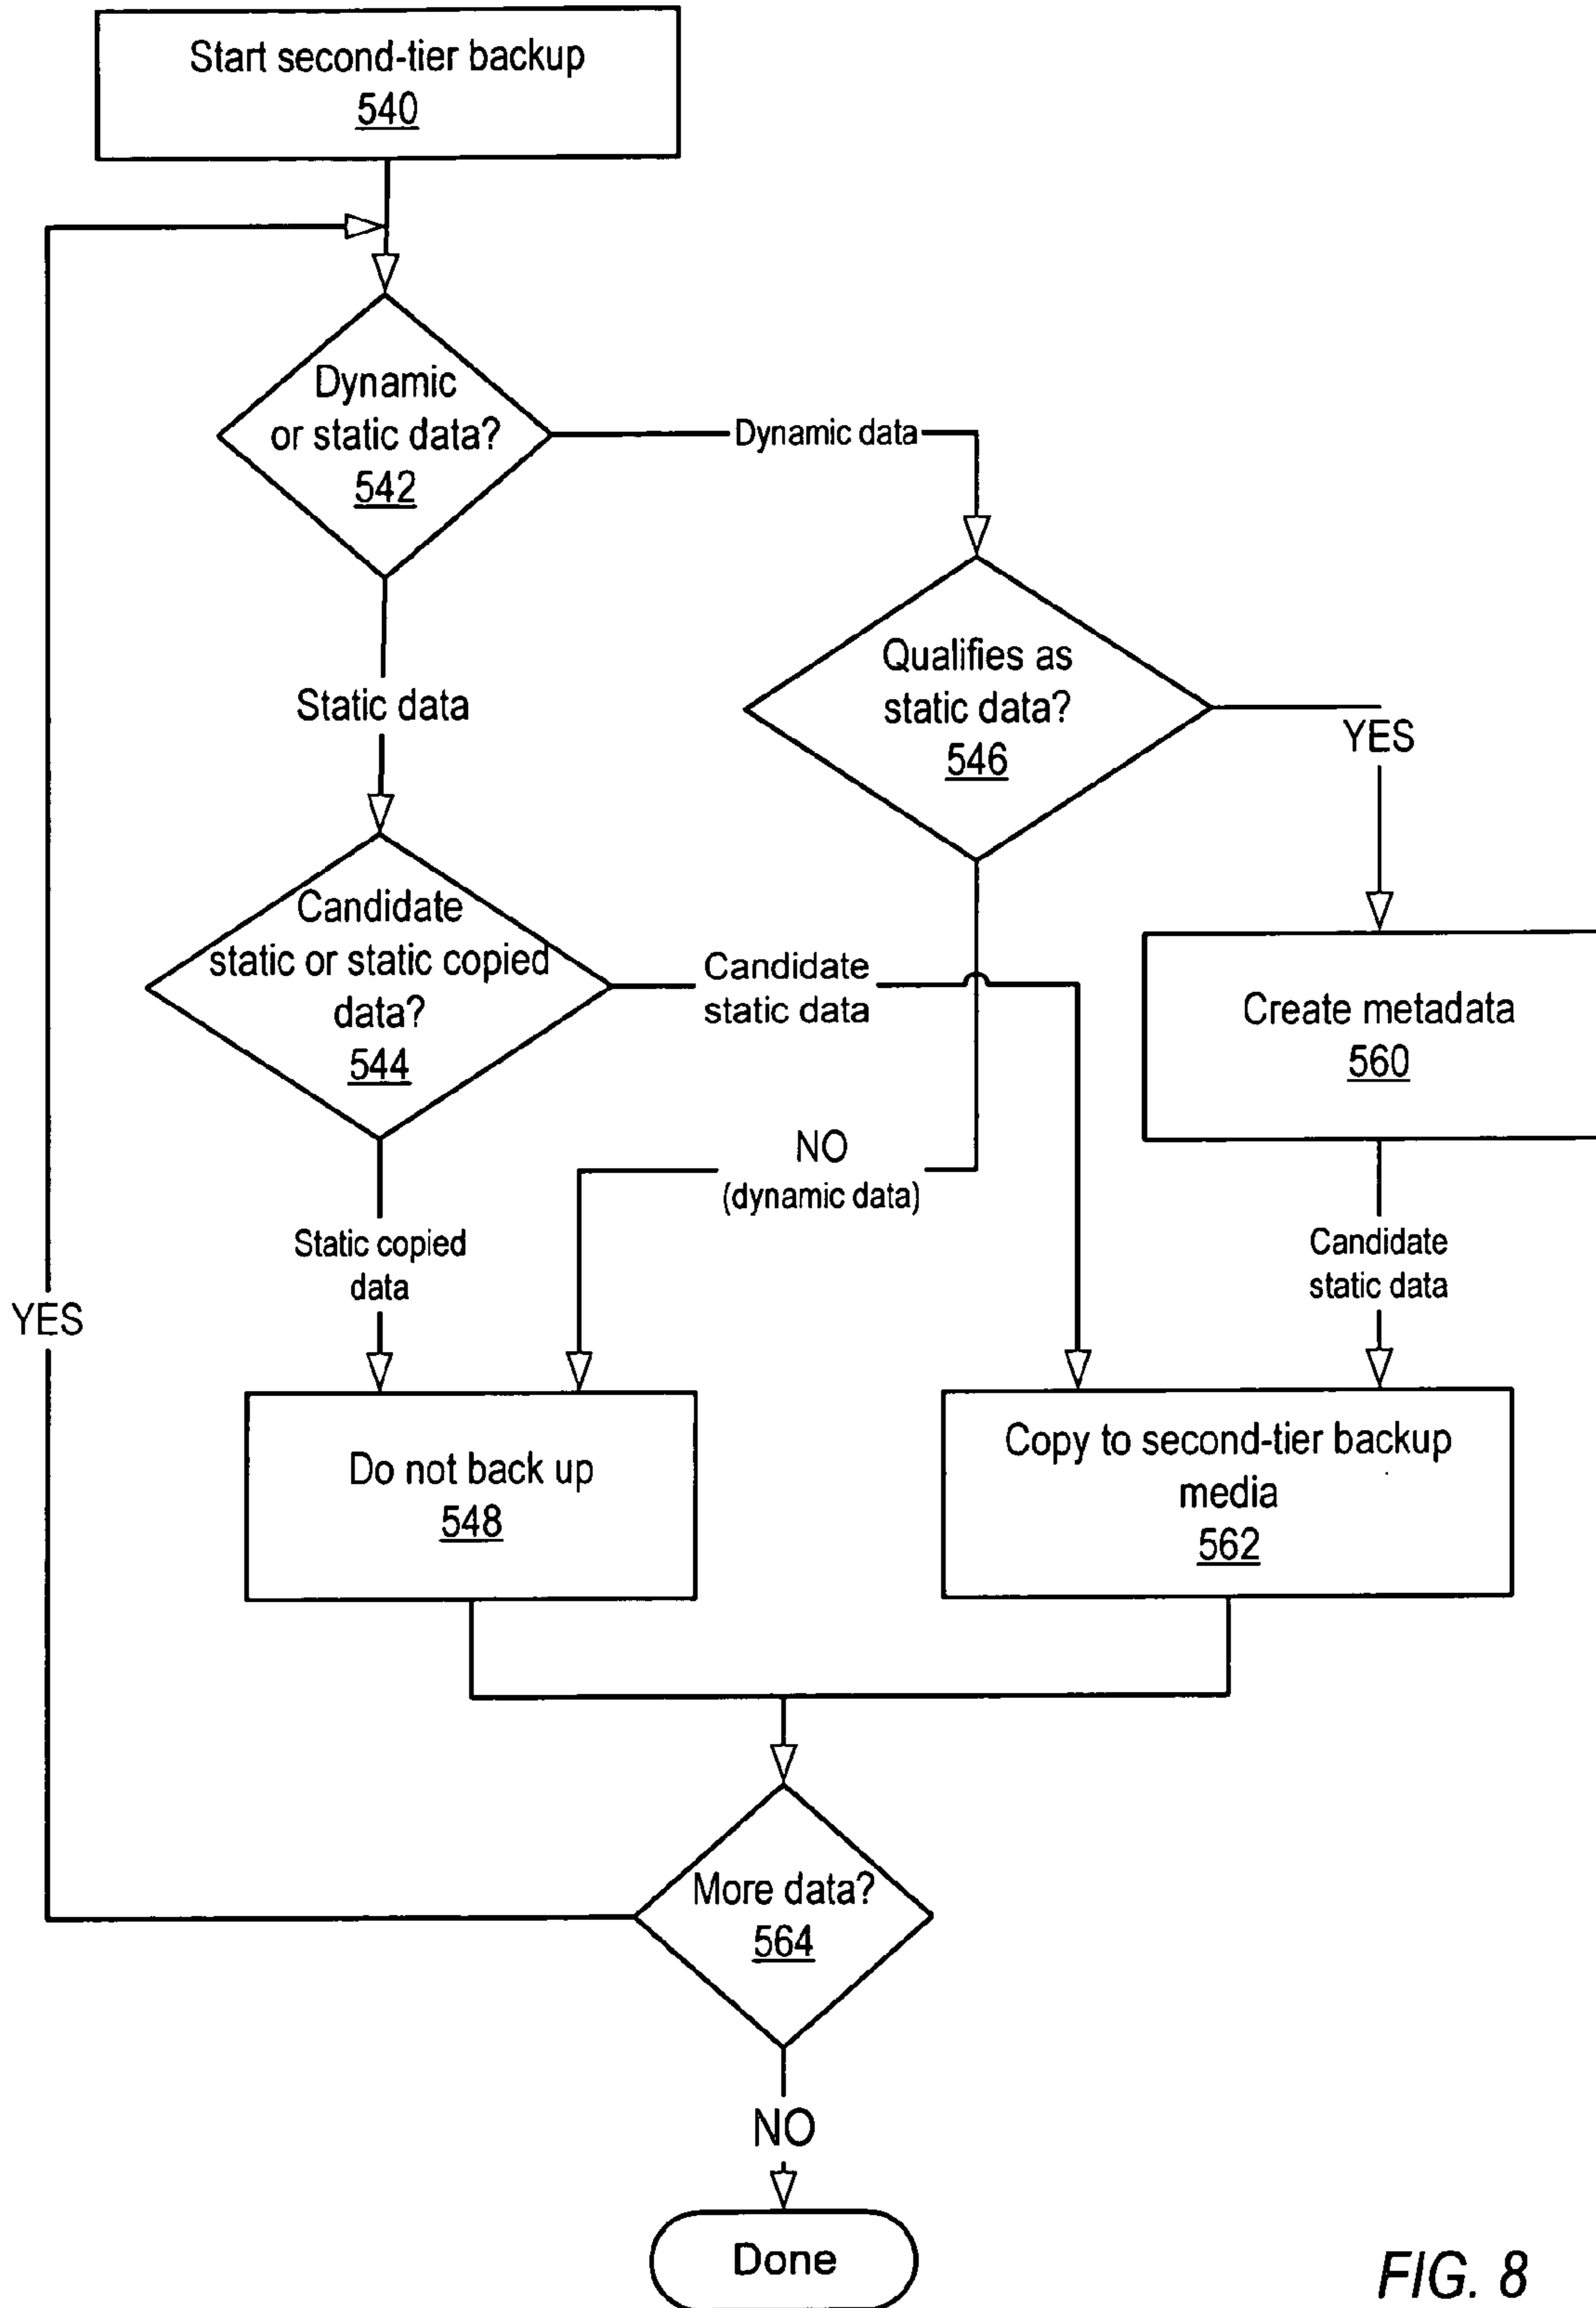 Start second-tier backup
540
Dynamic
or static data?
542
Dynamic data
Qualifies as
static data?
546
YES
Static data
Candidate
static or static copied
data?
544
Candidate
static data
Create metadata
560
NO
(dynamic data)
Static copied
data
Candidate
static data
YES
Do not back up
548
Copy to second-tier backup
media
562
More data?
564
NO
Done
FIG. 8